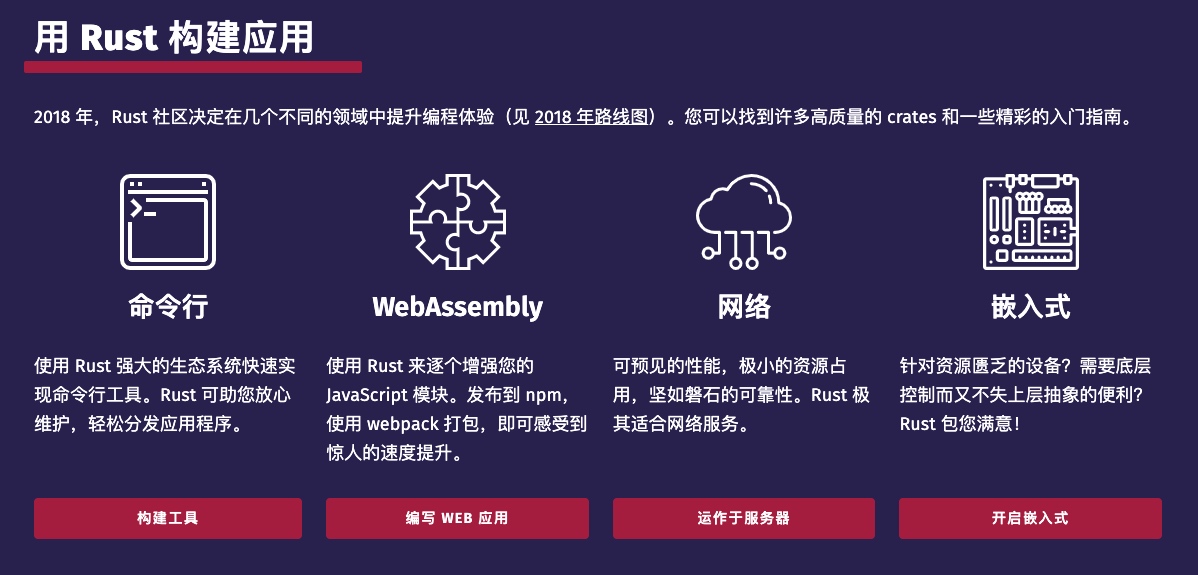 用 Rust 构建应用
2018 年，Rust 社区决定在几个不同的领域中提升编程体验（见 2018 年路线图）。您可以找到许多高质量的 crates 和一些精彩的入门指南。
命令行
使用 Rust 强大的生态系统快速实
现命令行工具。Rust 可助您放心
维护，轻松分发应用程序。
构建工具
WebAssembly
使用 Rust 来逐个增强您的
JavaScript 模块。发布到 npm，
使用 webpack 打包，即可感受到
惊人的速度提升。
编写 WEB 应用
网络
可预见的性能，极小的资源占
用，坚如磐石的可靠性。Rust 极
其适合网络服务。
运作于服务器
嵌入式
针对资源匮乏的设备？需要底层
控制而又不失上层抽象的便利？
Rust 包您满意！
开启嵌入式